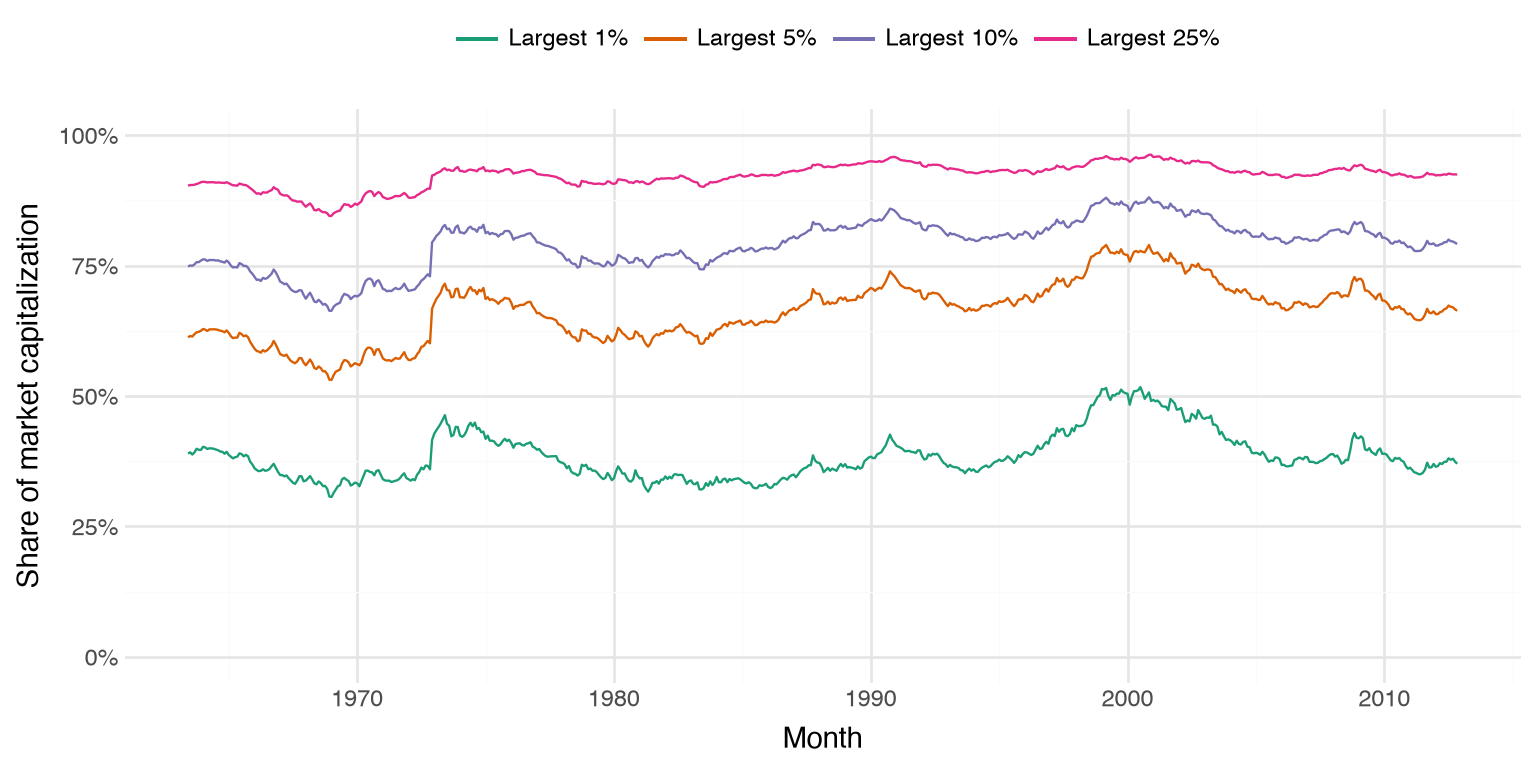 Largest 1% Largest 5% Largest 10% Largest 25%
Share of market capitalization
100%
75%
50%
25%
0%
1970 1980 1990 2000 2010
Month